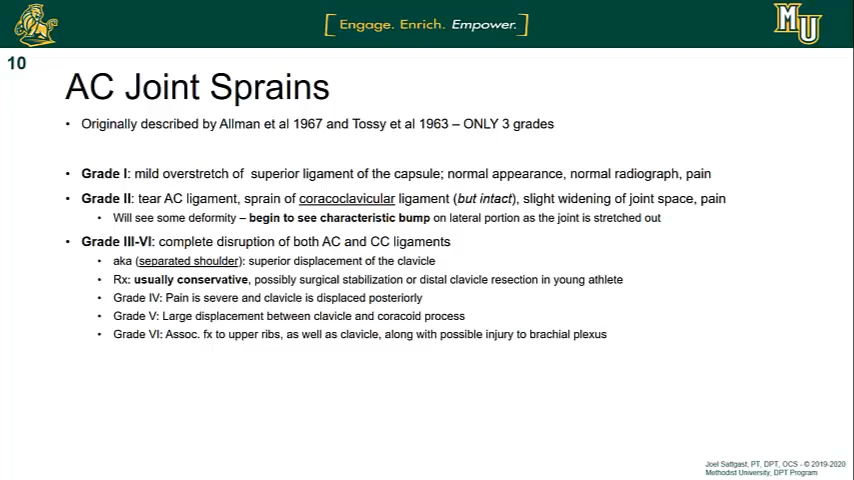 [ Engage. Enrich. Empower. ]
MU
10
AC Joint Sprains
• Originally described by Allman et al 1967 and Tossy et al 1963 – ONLY 3 grades
• Grade I: mild overstretch of superior ligament of the capsule; normal appearance, normal radiograph, pain
• Grade II: tear AC ligament, sprain of coracoclavicular ligament (but intact), slight widening of joint space, pain
• Will see some deformity – begin to see characteristic bump on lateral portion as the joint is stretched out
• Grade III-VI: complete disruption of both AC and CC ligaments
• aka (separated shoulder): superior displacement of the clavicle
• Rx: usually conservative, possibly surgical stabilization or distal clavicle resection in young athlete
• Grade IV: Pain is severe and clavicle is displaced posteriorly
• Grade V: Large displacement between clavicle and coracoid process
• Grade VI: Assoc. fx to upper ribs, as well as clavicle, along with possible injury to brachial plexus
Joel Sattgast, PT, DPT, OCS - © 2019-2020
Methodist University, DPT Program